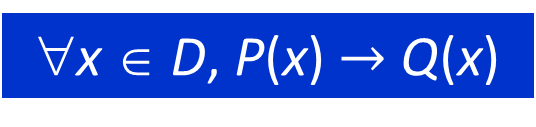 ∀x ∈ D, P(x) → Q(x)